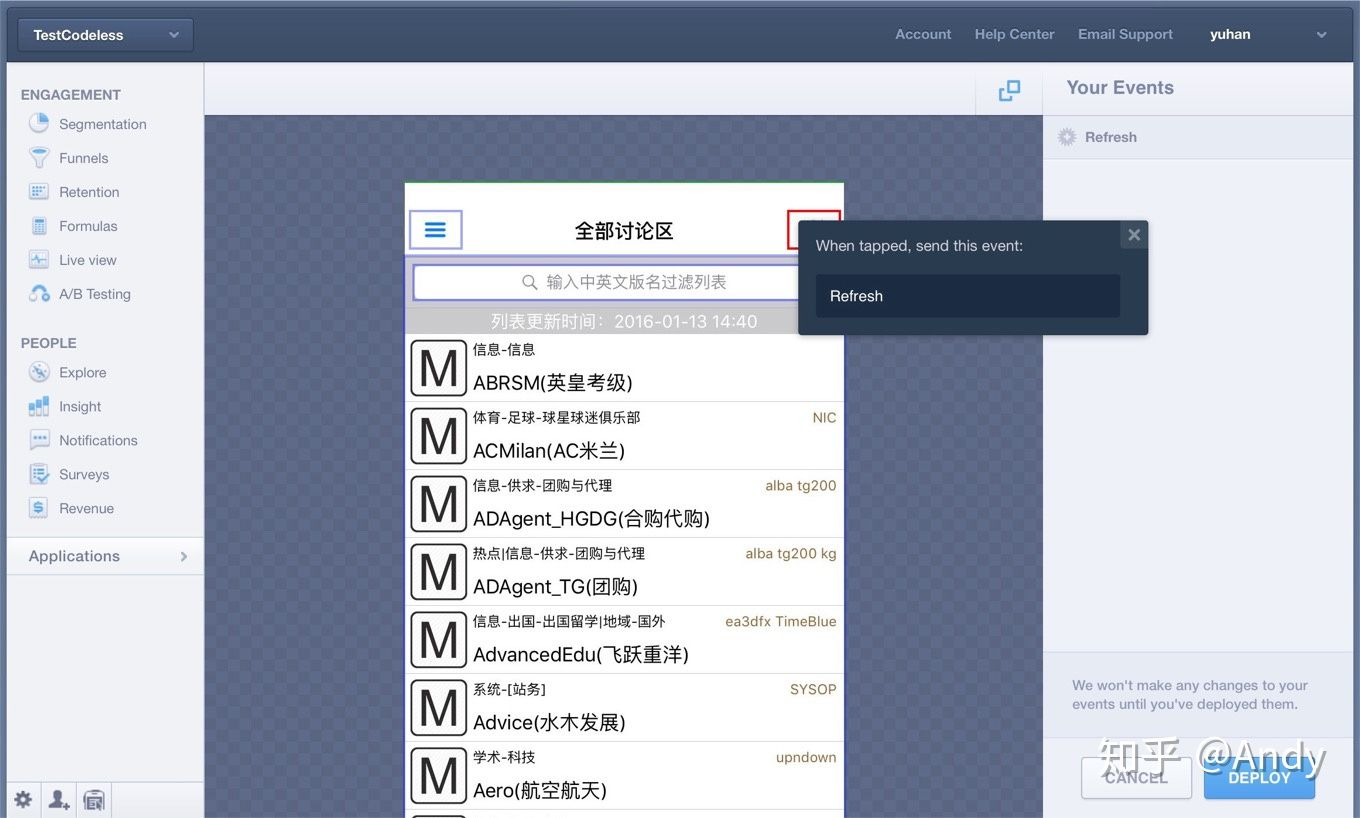 TestCodeless
Account
Help Center
Email Support
yuhan
ENGAGEMENT
Segmentation
Funnels
Retention
Formulas
Live view
A/B Testing
PEOPLE
Explore
Insight
Notifications
Surveys
Revenue
Applications
全部讨论区
输入中英文版名过滤列表
列表更新时间：2016-01-13 14:40
M
信息-信息
ABRSM(英皇考级)
M
体育-足球-球星球迷俱乐部
NIC
ACMilan(AC米兰)
M
信息-供求-团购与代理
alba tg200
ADAgent_HGDG(合购代购)
M
热点|信息-供求-团购与代理
alba tg200 kg
ADAgent_TG(团购)
M
信息-出国-出国留学|地域-国外
ea3dfx TimeBlue
AdvancedEdu(飞跃重洋)
M
系统-[站务]
SYSOP
Advice(水木发展)
M
学术-科技
upndown
Aero(航空航天)
When tapped, send this event:
Refresh
Your Events
Refresh
We won't make any changes to your
events until you've deployed them.
CANCEL
DEPLOY
知乎 @Andy